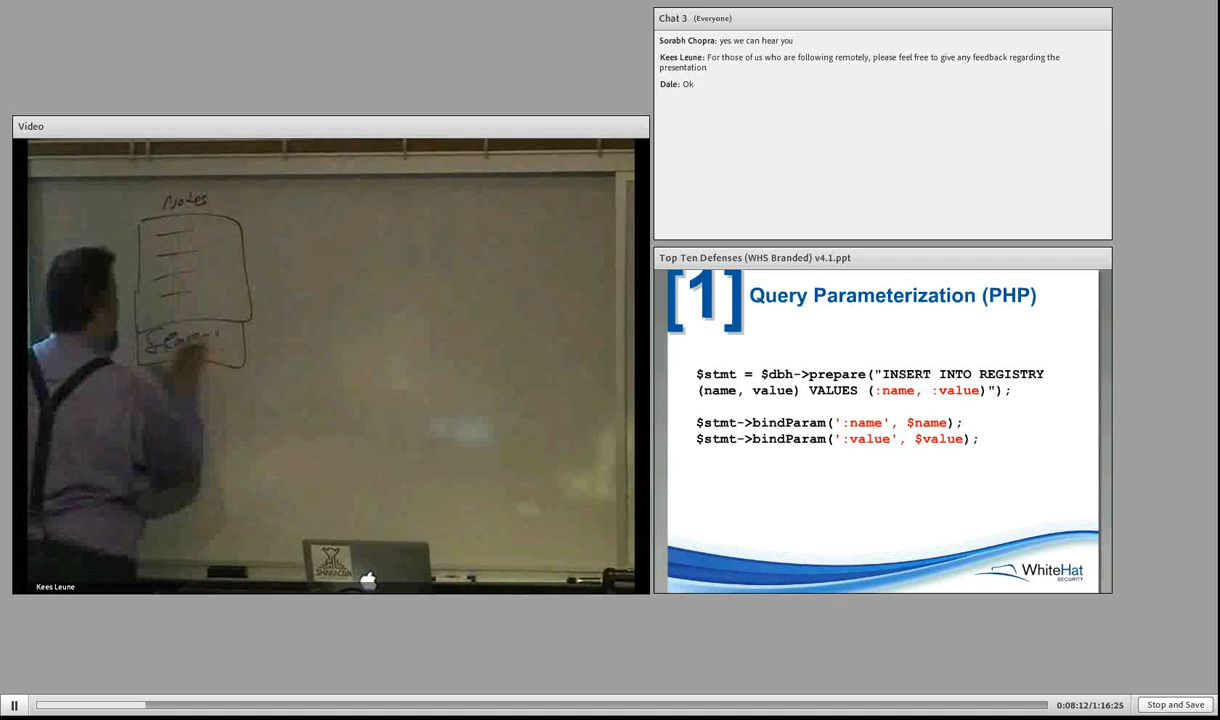 Chat 3 (Everyone)
Sorabh Chopra: yes we can hear you
Kees Leune: For those of us who are following remotely, please feel free to give any feedback regarding the
presentation
Dale: Ok
Video
Notes
SHAKACON
Kees Leune
Top Ten Defenses (WHS Branded) v4.1.ppt
[1] Query Parameterization (PHP)
$stmt = $dbh->prepare("INSERT INTO REGISTRY
(name, value) VALUES (:name, :value)");
$stmt->bindParam(':name', $name);
$stmt->bindParam(':value', $value);
WhiteHat
SECURITY
0:08:12/1:16:25
Stop and Save